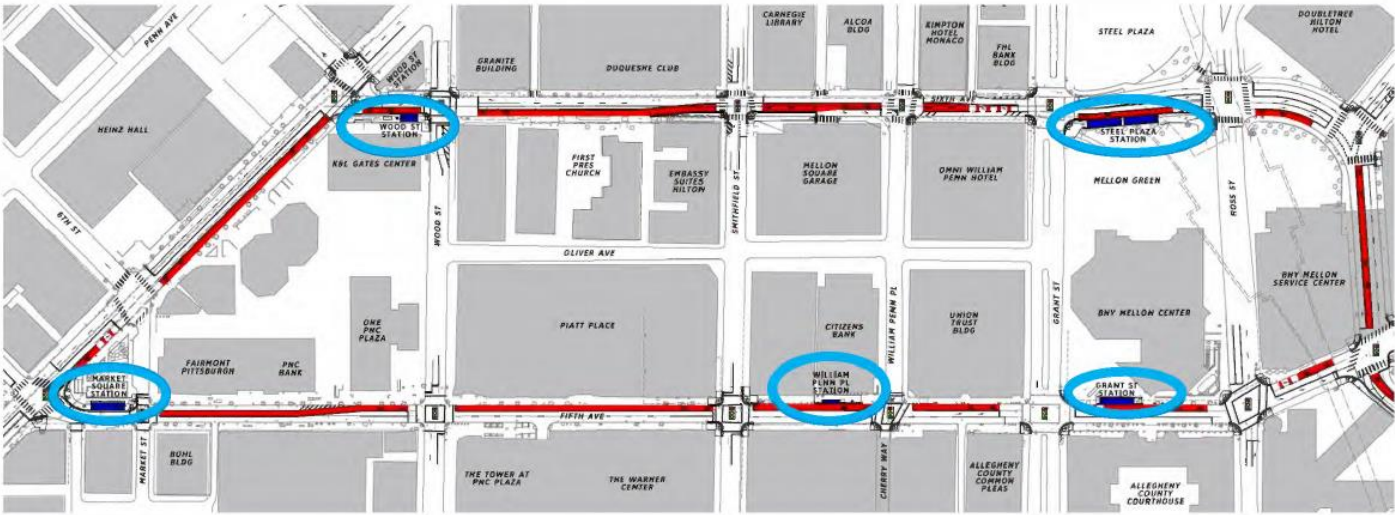 PENN AVE
WOOD ST
STATION
GRANITE
BUILDING
DUQUESNE CLUB
CARNEGIE
LIBRARY
ALCOA
BLDG
KIMPTON
HOTEL
MONACO
FHL
BANK
BLDG
STEEL PLAZA
DOUBLETREE
HILTON
HOTEL
HEINZ HALL
WOOD ST
STATION
K&L GATES CENTER
FIRST
PRES
CHURCH
EMBASSY
SUITES
HILTON
MELLON
SQUARE
GARAGE
OMNI WILLIAM
PENN HOTEL
STEEL PLAZA
STATION
MELLON GREEN
6TH ST
WOOD ST
SMITHFIELD ST
ROSS ST
OLIVER AVE
ONE
PNC
PLAZA
PIATT PLACE
CITIZENS
BANK
WILLIAM PENN PL
UNION
TRUST
BLDG
GRANT ST
BNY MELLON CENTER
BNY MELLON
SERVICE CENTER
FAIRMONT
PITTSBURGH
PNC
BANK
MARKET
SQUARE
STATION
WILLIAM
PENN PL
STATION
GRANT ST
STATION
FIFTH AVE
MARKET ST
BUHL
BLDG
THE TOWER AT
PNC PLAZA
THE WARNER
CENTER
CHERRY WAY
ALLEGHENY
COUNTY
COMMON
PLEAS
ALLEGHENY
COUNTY
COURTHOUSE